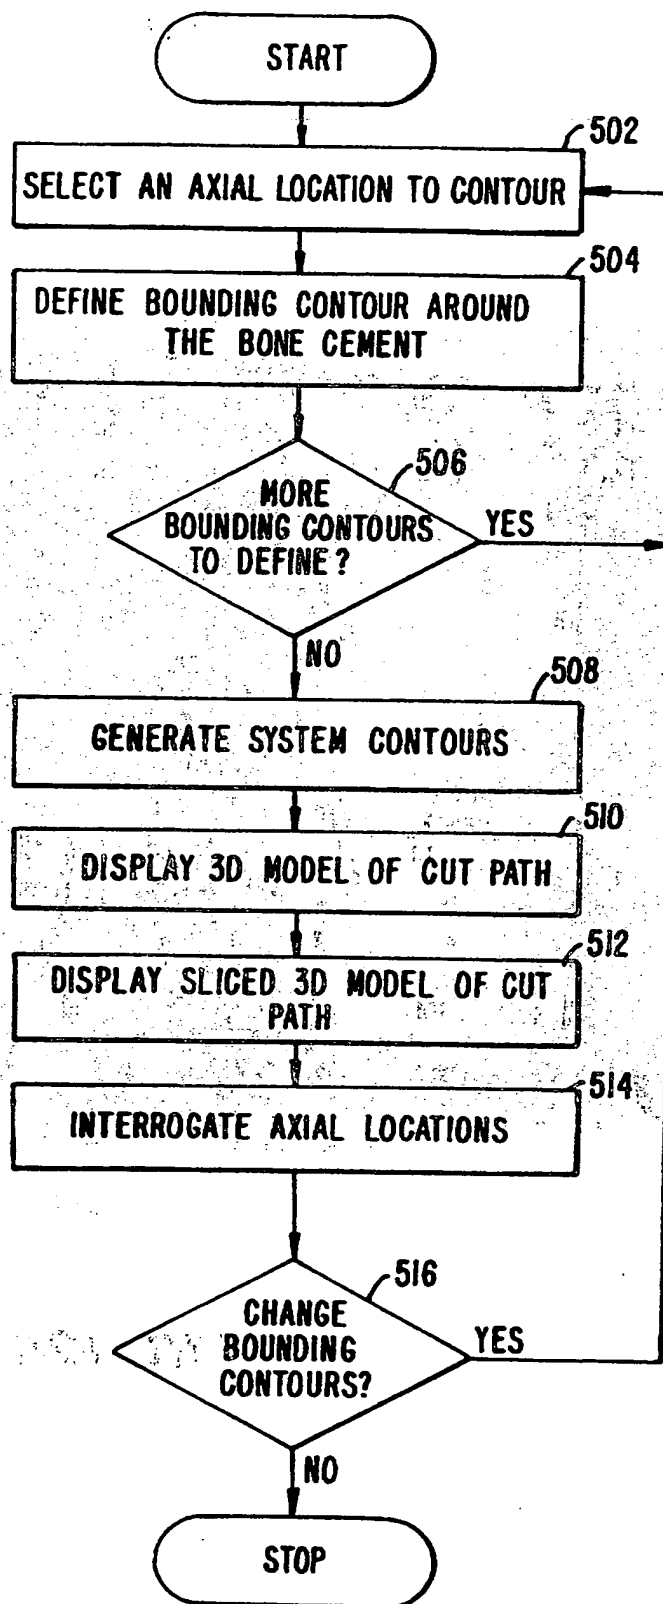 START
502
SELECT AN AXIAL LOCATION TO CONTOUR
504
DEFINE BOUNDING CONTOUR AROUND
THE BONE CEMENT
506
MORE
BOUNDING CONTOURS
TO DEFINE?
YES
NO
508
GENERATE SYSTEM CONTOURS
510
DISPLAY 3D MODEL OF CUT PATH
512
DISPLAY SLICED 3D MODEL OF CUT
PATH
514
INTERROGATE AXIAL LOCATIONS
516
CHANGE
BOUNDING
CONTOURS?
YES
NO
STOP